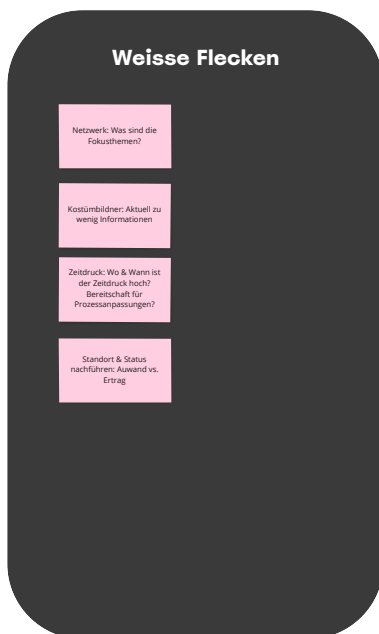 Weisse Flecken
Netzwerk: Was sind die
Fokusthemen?
Kostümbildner: Aktuell zu
wenig Informationen
Zeitdruck: Wo & Wann ist
der Zeitdruck hoch?
Bereitschaft für
Prozessanpassungen?
Standort & Status
nachführen: Auwand vs.
Ertrag